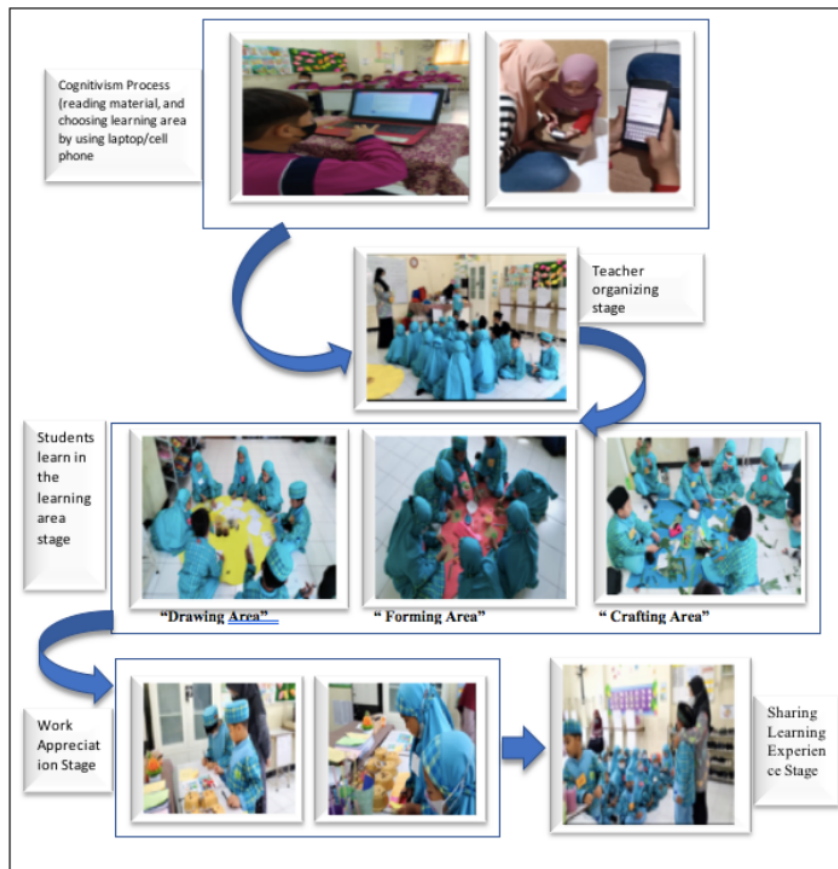 Cognitivism Process
(reading material, and
choosing learning area
by using laptop/cell
phone
Teacher
organizing
stage
Students
learn in
the
learning
area
stage
“Drawing Area”
“ Forming Area”
“ Crafting Area”
Work
Appreciat
ion Stage
Sharing
Learning
Experien
ce Stage